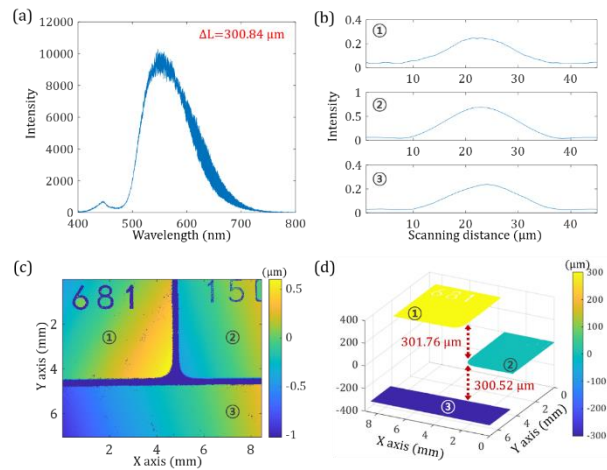 (a)
ΔL=300.84 μm
Intensity
12000
10000
8000
6000
4000
2000
0
400 500 600 700 800
Wavelength (nm)
(b)
①
0.4
0.2
0
10 20 30 40
②
1
0.5
0
10 20 30 40
③
0.4
0.2
0
10 20 30 40
Intensity
Scanning distance (μm)
(c)
(μm)
681 150
①
②
③
2
4
6
Y axis (mm)
2 4 6 8
X axis (mm)
0.5
0
-0.5
-1
(d)
(μm)
681
①
301.76 μm
②
300.52 μm
③
400
200
0
-200
-400
8 6 4 2 0
X axis (mm)
8 6 4 2 0
Y axis (mm)
300
200
100
0
-100
-200
-300